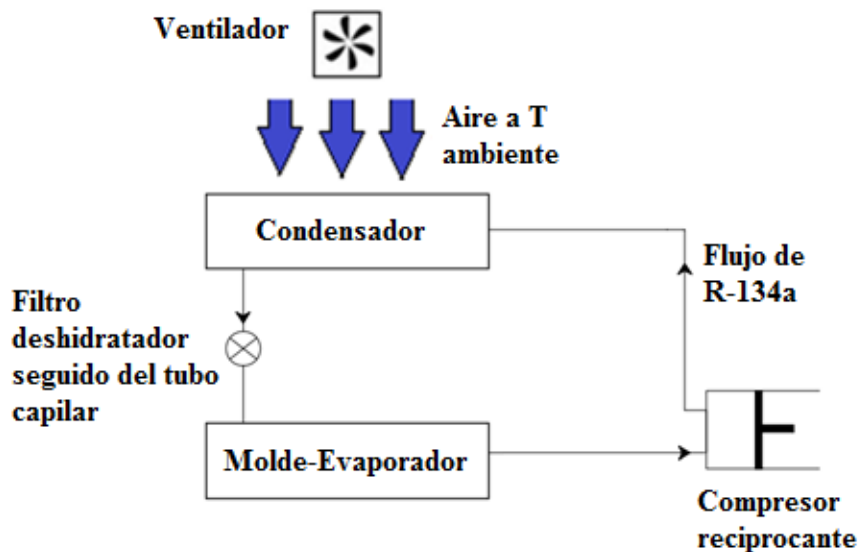 Ventilador
Aire a T
ambiente
Condensador
Flujo de
R-134a
Filtro
deshidratador
seguido del tubo
capilar
Molde-Evaporador
Compresor
reciprocante